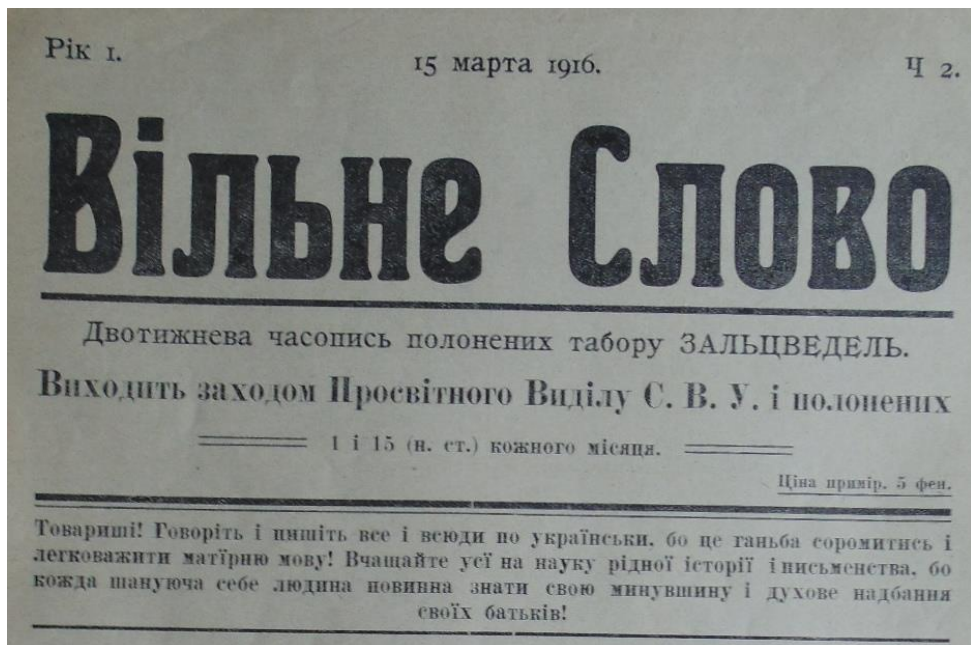 Рік 1.
15 марта 1916.
Ч 2.
Вільне Слово
Двотижнева часопись полонених табору ЗАЛЬЦВЕДЕЛЬ.
Виходить заходом Просвітного Виділу С. В. У. і полонених
1 і 15 (н. ст.) кожного місяця.
Ціна примір. 5 фен.
Товариші! Говоріть і пишіть все і всюди по українськи, бо це ганьба соромитись і
легковажити матїрню мову! Вчащайте усї на науку рідної історії і письменства, бо
кожда шануюча себе людина повинна знати свою минувшину і духове надбання
своїх батьків!